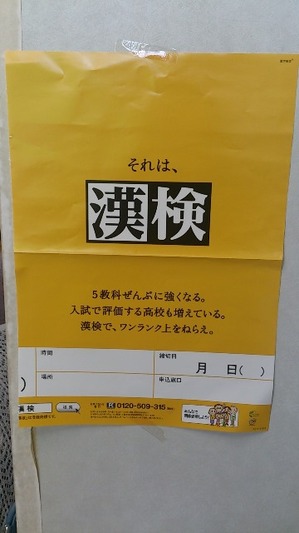 それは、
漢検
5教科ぜんぶに強くなる。
入試で評価する高校も増えている。
漢検で、ワンランク上をねらえ。
時間
締切日
月 日( )
場所
申込窓口
漢検
検索
0120-509-315